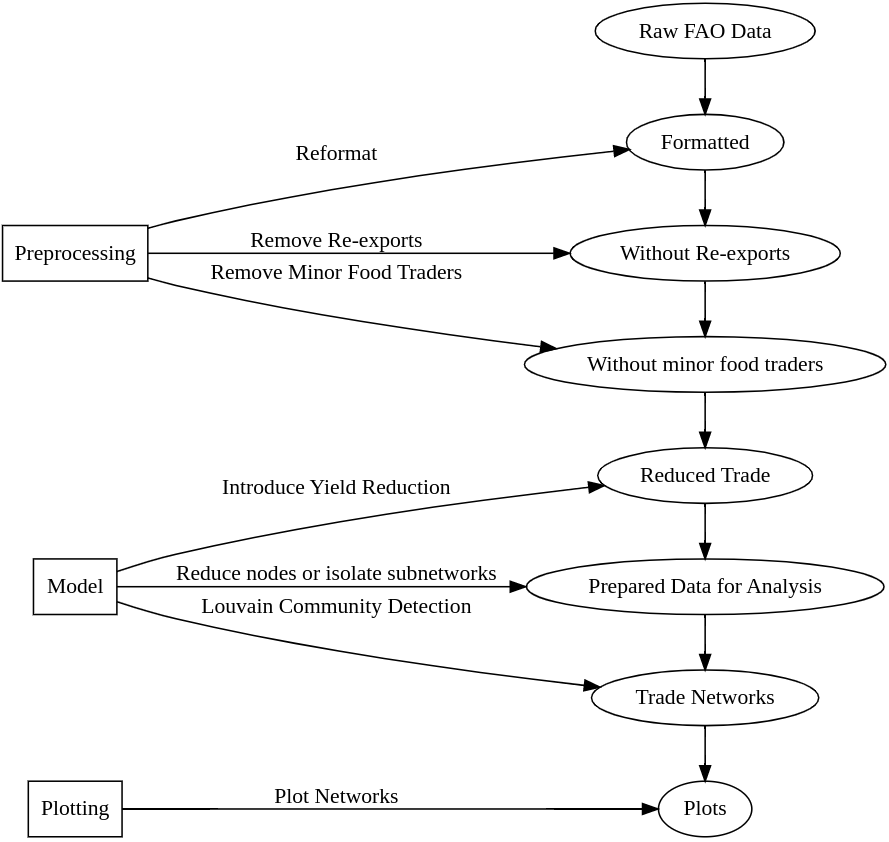 Raw FAO Data
Formatted
Reformat
Preprocessing
Remove Re-exports
Without Re-exports
Remove Minor Food Traders
Without minor food traders
Reduced Trade
Introduce Yield Reduction
Model
Reduce nodes or isolate subnetworks
Prepared Data for Analysis
Louvain Community Detection
Trade Networks
Plotting
Plot Networks
Plots